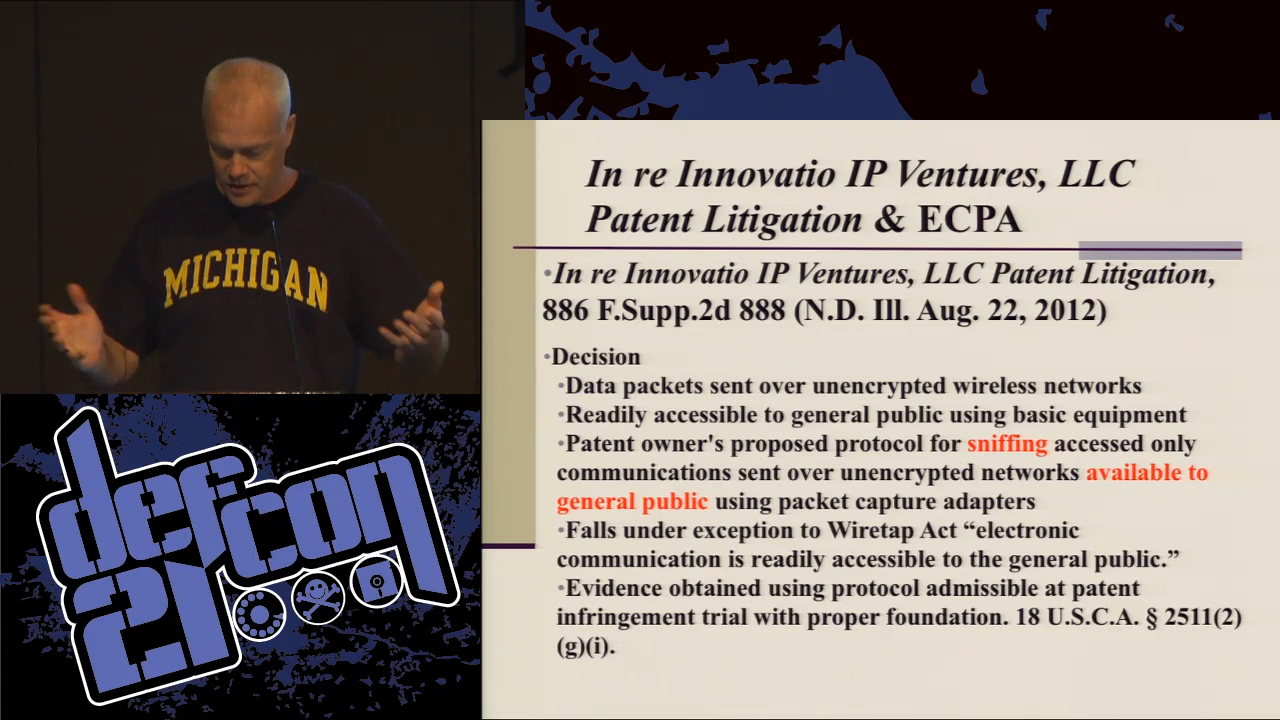 MICHIGAN
In re Innovatio IP Ventures, LLC
Patent Litigation & ECPA
•In re Innovatio IP Ventures, LLC Patent Litigation,
886 F.Supp.2d 888 (N.D. Ill. Aug. 22, 2012)
•Decision
•Data packets sent over unencrypted wireless networks
•Readily accessible to general public using basic equipment
•Patent owner's proposed protocol for sniffing accessed only
communications sent over unencrypted networks available to
general public using packet capture adapters
•Falls under exception to Wiretap Act “electronic
communication is readily accessible to the general public.”
•Evidence obtained using protocol admissible at patent
infringement trial with proper foundation. 18 U.S.C.A. § 2511(2)
(g)(i).
defcon
21